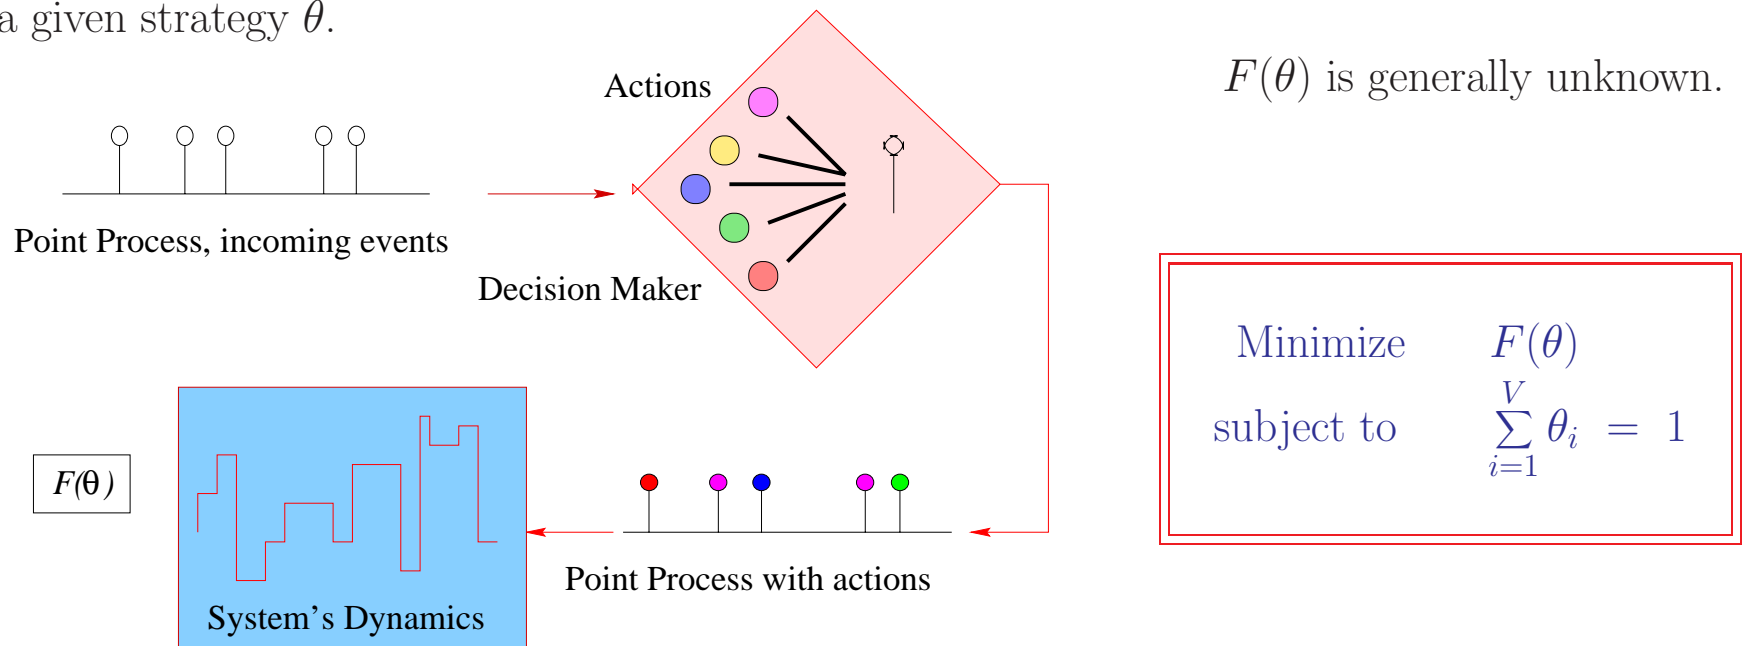 a given strategy θ.
F(θ) is generally unknown.
Actions
Point Process, incoming events
Decision Maker
Minimize F(θ)
subject to \sum_{i=1}^{V} θ_i = 1
F(θ)
Point Process with actions
System's Dynamics